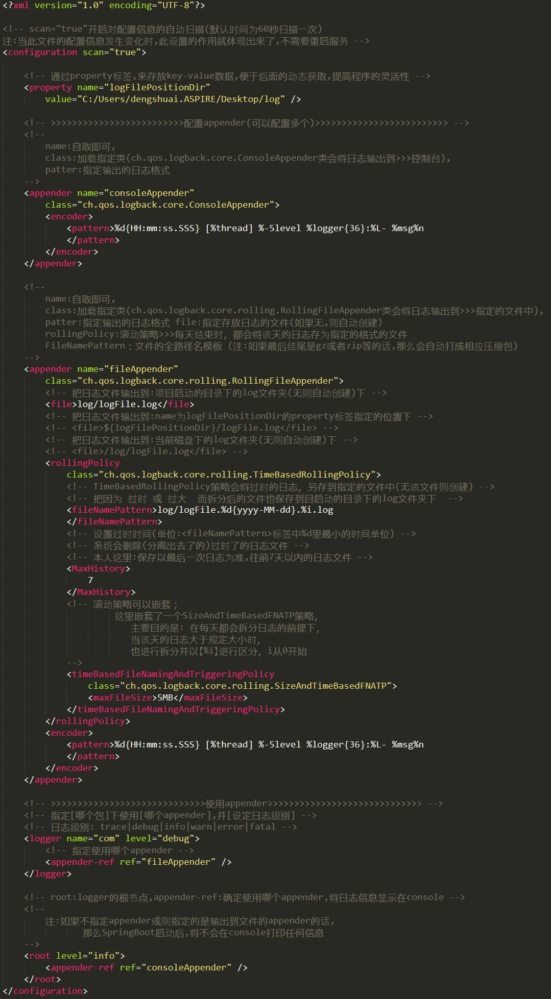 <?xml version="1.0" encoding="UTF-8"?>
<!-- scan="true"开启对配置信息的自动扫描(默认时间为60秒扫描一次)
注:当此文件的配置信息发生变化时,此设置的作用就体现出来了,不需要重启服务 -->
<configuration scan="true">
<!-- 通过property标签,来存放key-value数据,便于后面的动态获取,提高程序的灵活性 -->
<property name="logFilePositionDir"
value="C:/Users/dengshuai.ASPIRE/Desktop/log" />
<!-- >>>>>>>>>>>>>>>>>>>>>>>>>配置appender(可以配置多个)>>>>>>>>>>>>>>>>>>>>>>>>> -->
<!--
name:自取即可,
class:加载指定类(ch.qos.logback.core.ConsoleAppender类会将日志输出到>>>控制台),
patter:指定输出的日志格式
-->
<appender name="consoleAppender"
class="ch.qos.logback.core.ConsoleAppender">
<encoder>
<pattern>%d{HH:mm:ss.SSS} [%thread] %-5level %logger{36}:%L- %msg%n
</pattern>
</encoder>
</appender>
<!--
name:自取即可,
class:加载指定类(ch.qos.logback.core.rolling.RollingFileAppender类会将日志输出到>>>指定的文件中),
patter:指定输出的日志格式 file:指定存放日志的文件(如果无,则自动创建)
rollingPolicy:滚动策略>>>每天结束时, 都会将该天的日志存为指定的格式的文件
FileNamePattern：文件的全路径名模板 (注:如果最后结尾是gz或者zip等的话,那么会自动打成相应压缩包)
-->
<appender name="fileAppender"
class="ch.qos.logback.core.rolling.RollingFileAppender">
<!-- 把日志文件输出到:项目启动的目录下的log文件夹(无则自动创建)下 -->
<file>log/logFile.log</file>
<!-- 把日志文件输出到:name为logFilePositionDir的property标签指定的位置下 -->
<!-- <file>${logFilePositionDir}/logFile.log</file> -->
<!-- 把日志文件输出到:当前磁盘下的log文件夹(无则自动创建)下 -->
<!-- <file>/log/logFile.log</file> -->
<rollingPolicy
class="ch.qos.logback.core.rolling.TimeBasedRollingPolicy">
<!-- TimeBasedRollingPolicy策略会将过时的日志, 另存到指定的文件中(无该文件则创建) -->
<!-- 把因为 过时 或 过大  而拆分后的文件也保存到目启动的目录下的log文件夹下  -->
<fileNamePattern>log/logFile.%d{yyyy-MM-dd}.%i.log
</fileNamePattern>
<!-- 设置过时时间(单位:<fileNamePattern>标签中%d里最小的时间单位) -->
<!-- 系统会删除(分离出去了的)过时了的日志文件 -->
<!-- 本人这里:保存以最后一次日志为准,往前7天以内的日志文件 -->
<MaxHistory>
7
</MaxHistory>
<!-- 滚动策略可以嵌套；
这里嵌套了一个SizeAndTimeBasedFNATP策略,
主要目的是: 在每天都会拆分日志的前提下,
当该天的日志大于规定大小时,
也进行拆分并以【%i】进行区分, i从0开始
-->
<timeBasedFileNamingAndTriggeringPolicy
class="ch.qos.logback.core.rolling.SizeAndTimeBasedFNATP">
<maxFileSize>5MB</maxFileSize>
</timeBasedFileNamingAndTriggeringPolicy>
</rollingPolicy>
<encoder>
<pattern>%d{HH:mm:ss.SSS} [%thread] %-5level %logger{36}:%L- %msg%n
</pattern>
</encoder>
</appender>
<!-- >>>>>>>>>>>>>>>>>>>>>>>>>>>>>使用appender>>>>>>>>>>>>>>>>>>>>>>>>>>>>> -->
<!-- 指定[哪个包]下使用[哪个appender],并[设定日志级别] -->
<!-- 日志级别: trace|debug|info|warn|error|fatal -->
<logger name="com" level="debug">
<!-- 指定使用哪个appender -->
<appender-ref ref="fileAppender" />
</logger>
<!-- root:logger的根节点,appender-ref:确定使用哪个appender,将日志信息显示在console -->
<!--
注:如果不指定appender或则指定的是输出到文件的appender的话,
那么SpringBoot启动后,将不会在console打印任何信息
-->
<root level="info">
<appender-ref ref="consoleAppender" />
</root>
</configuration>